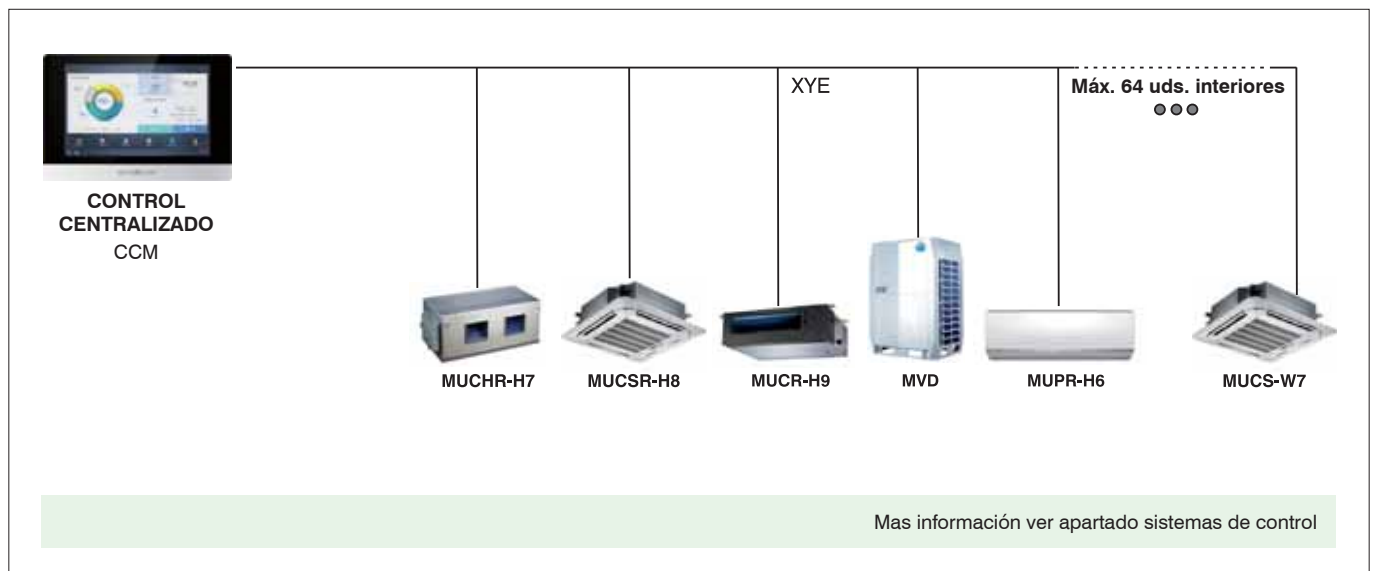 XYE
Máx. 64 uds. interiores
CONTROL
CENTRALIZADO
CCM
MUCHR-H7
MUCSR-H8
MUCR-H9
MVD
MUPR-H6
MUCS-W7
Mas información ver apartado sistemas de control